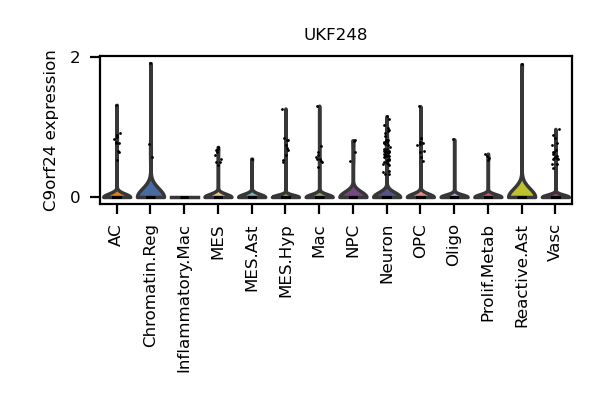 UKF248
C9orf24 expression
2
0
AC
Chromatin.Reg
Inflammatory.Mac
MES
MES.Ast
MES.Hyp
Mac
NPC
Neuron
OPC
Oligo
Prolif.Metab
Reactive.Ast
Vasc